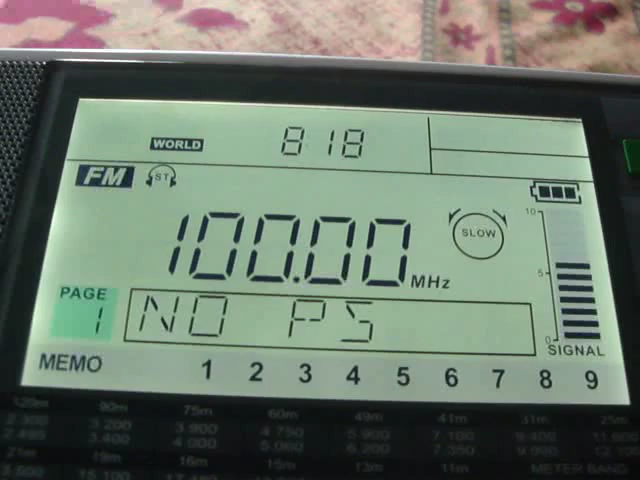 WORLD 818
FM ST
100.00 MHz
SLOW
10
5
0
SIGNAL
PAGE
1
NO PS
MEMO 1 2 3 4 5 6 7 8 9
120m 90m 75m 60m 49m 41m 31m 25m
2.300 3.200 3.900 4.750 5.900 7.100 9.400 11.600
2.495 3.400 4.000 5.060 6.200 7.350 9.990 12.100
21m 19m 16m 15m 13m 11m METER BAND